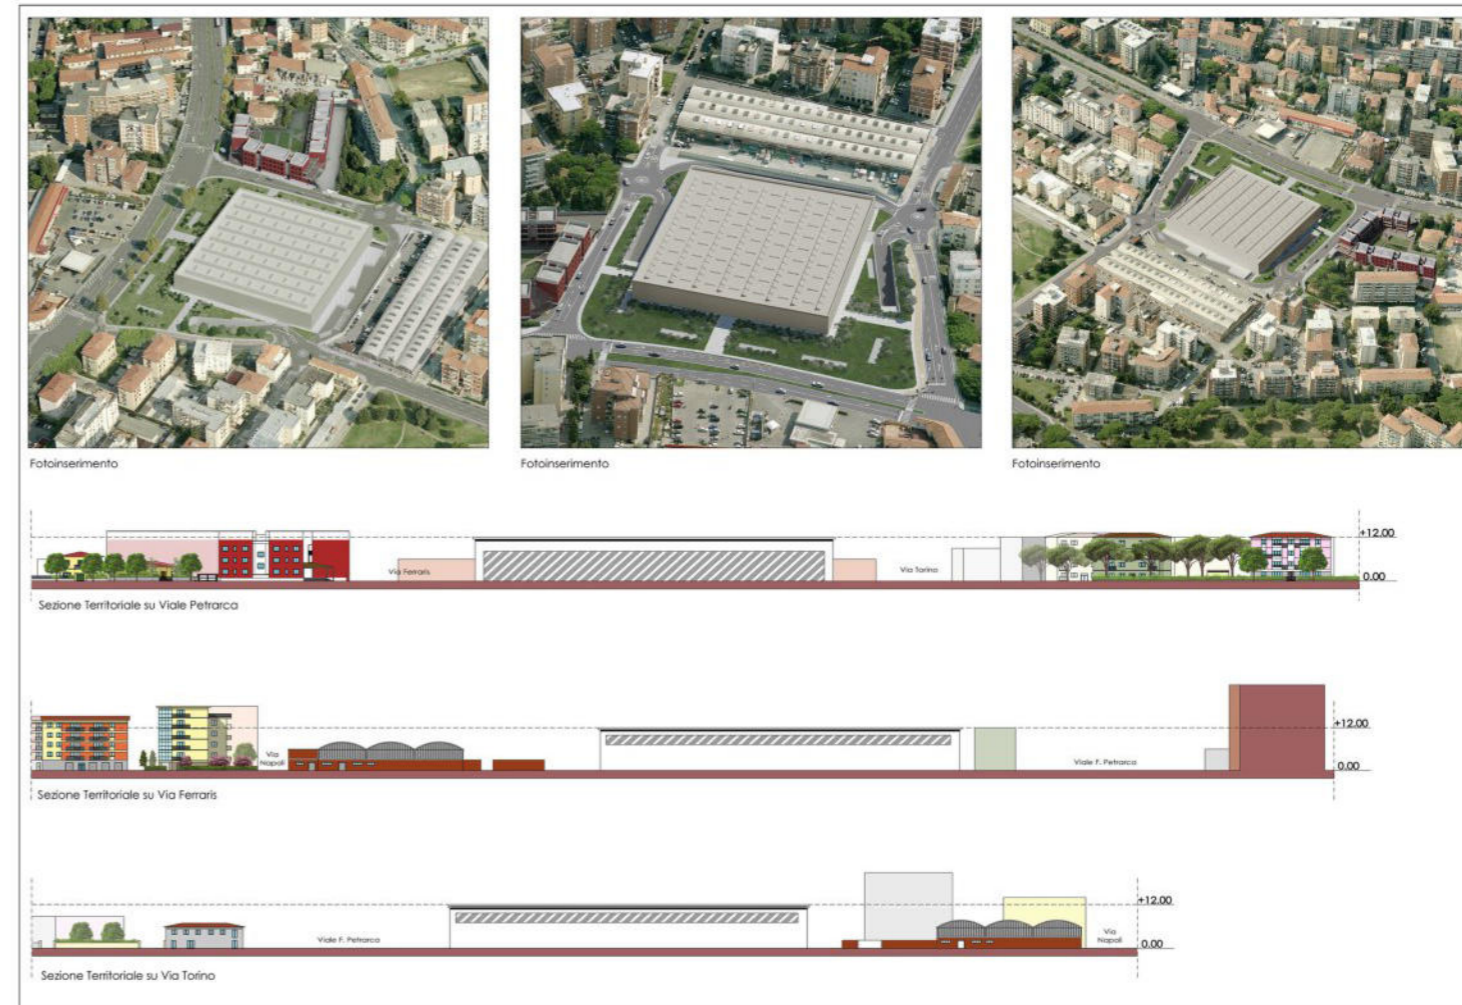 Fotoinserimento
Fotoinserimento
Fotoinserimento
+12.00
Via Ferraris
Via Torino
0.00
Sezione Territoriale su Viale Petrarca
+12.00
Via
Napoli
Viale F. Petrarca
0.00
Sezione Territoriale su Via Ferraris
+12.00
Viale F. Petrarca
Via
Napoli
0.00
Sezione Territoriale su Via Torino